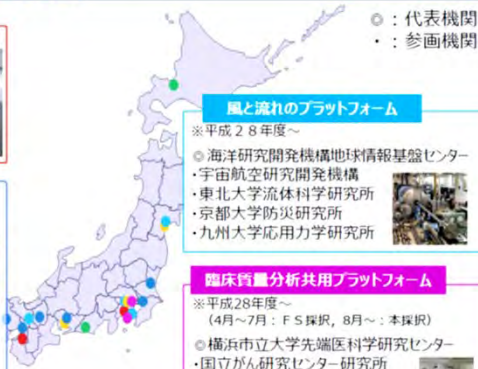 ◎：代表機関
・：参画機関
風と流れのプラットフォーム
※平成２８年度～
◎海洋研究開発機構地球情報基盤センター
・宇宙航空研究開発機構
・東北大学流体科学研究所
・京都大学防災研究所
・九州大学応用力学研究所
臨床質量分析共用プラットフォーム
※平成28年度～
（4月～7月：ＦＳ採択，8月～：本採択）
◎横浜市立大学先端医科学研究センター
・国立がん研究センター研究所